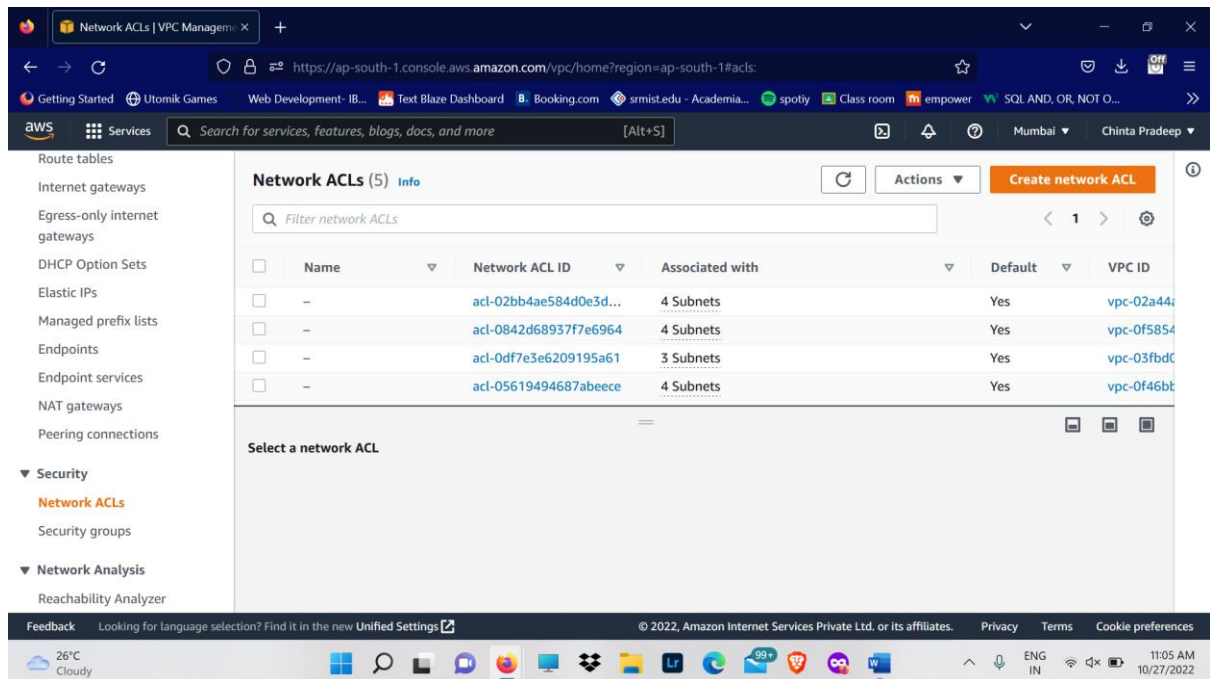 Network ACLs | VPC Manageme
https://ap-south-1.console.aws.amazon.com/vpc/home?region=ap-south-1#acls:
Off
Getting Started Utomik Games Web Development- IB... Text Blaze Dashboard B. Booking.com srmist.edu - Academia... spotiy Class room m empower SQL AND, OR, NOT O...
aws Services Search for services, features, blogs, docs, and more [Alt+S] Mumbai Chinta Pradeep
Route tables
Internet gateways
Egress-only internet
gateways
DHCP Option Sets
Elastic IPs
Managed prefix lists
Endpoints
Endpoint services
NAT gateways
Peering connections
Security
Network ACLs
Security groups
Network Analysis
Reachability Analyzer
Network ACLs (5) Info
Actions Create network ACL
Filter network ACLs 1
Name Network ACL ID Associated with Default VPC ID
– acl-02bb4ae584d0e3d... 4 Subnets Yes vpc-02a44a
– acl-0842d68937f7e6964 4 Subnets Yes vpc-0f5854
– acl-0df7e3e6209195a61 3 Subnets Yes vpc-03fbd0
– acl-05619494687abeece 4 Subnets Yes vpc-0f46bb
Select a network ACL
Feedback Looking for language selection? Find it in the new Unified Settings © 2022, Amazon Internet Services Private Ltd. or its affiliates. Privacy Terms Cookie preferences
26°C
Cloudy
Lr
99+
ENG
IN
11:05 AM
10/27/2022